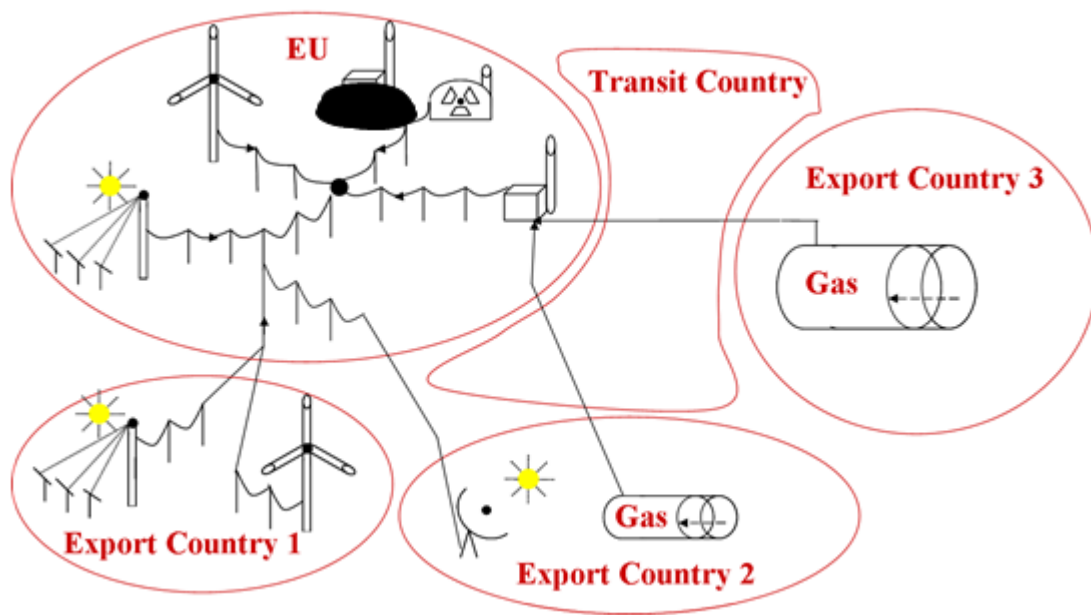 EU
Transit Country
Export Country 3
Gas
Gas
Export Country 1
Export Country 2